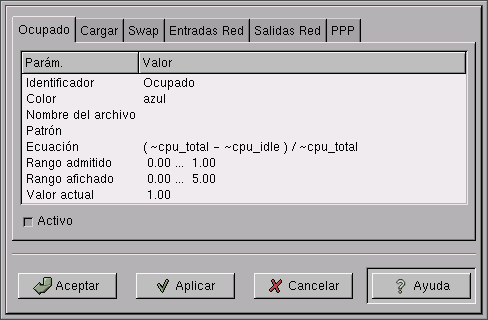 Ocupado Cargar Swap Entradas Red Salidas Red PPP
Parám. Valor
Identificador Ocupado
Color azul
Nombre del archivo
Patrón
Ecuación ( ~cpu_total - ~cpu_idle ) / ~cpu_total
Rango admitido 0.00 ... 1.00
Rango afichado 0.00 ... 5.00
Valor actual 1.00
Activo
Aceptar Aplicar Cancelar Ayuda